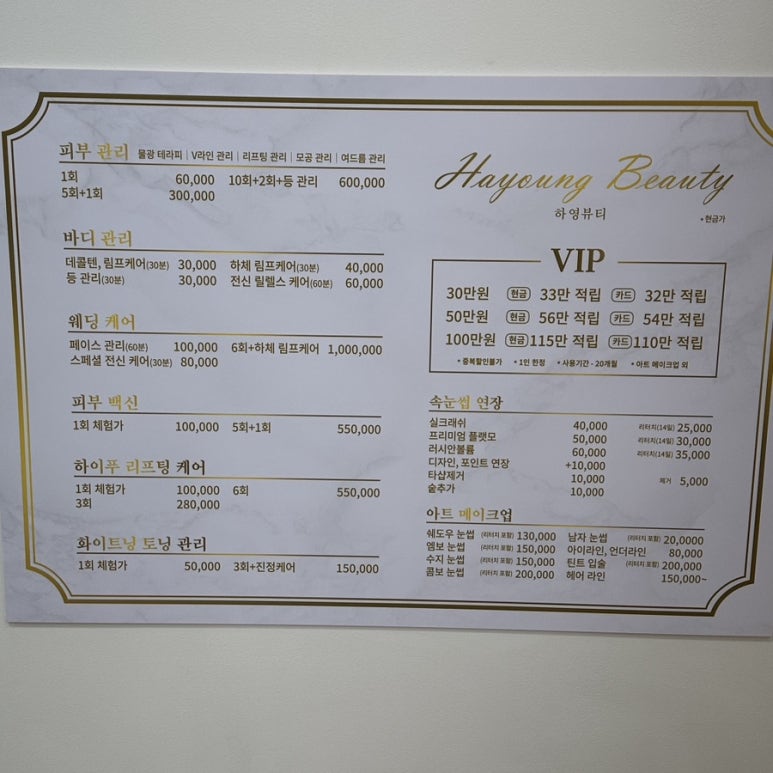 피부 관리 물광 테라피 | V라인 관리 | 리프팅 관리 | 모공 관리 | 여드름 관리
1회 60,000 10회+2회+등 관리 600,000
5회+1회 300,000
바디 관리
데콜텐, 림프케어(30분) 30,000 하체 림프케어(30분) 40,000
등 관리(30분) 30,000 전신 릴렉스 케어(60분) 60,000
웨딩 케어
페이스 관리(60분) 100,000 6회+하체 림프케어 1,000,000
스페셜 전신 케어(30분) 80,000
피부 백신
1회 체험가 100,000 5회+1회 550,000
하이푸 리프팅 케어
1회 체험가 100,000 6회 550,000
3회 280,000
화이트닝 토닝 관리
1회 체험가 50,000 3회+진정케어 150,000
Hayoung Beauty
하영뷰티
*현금가
VIP
30만원 현금 33만 적립 카드 32만 적립
50만원 현금 56만 적립 카드 54만 적립
100만원 현금 115만 적립 카드 110만 적립
*중복할인불가 *1인 한정 *사용기간 - 20개월 *아트 메이크업 외
속눈썹 연장
실크래쉬 40,000 리터치(14일) 25,000
프리미엄 플랫모 50,000 리터치(14일) 30,000
러시안볼륨 60,000 리터치(14일) 35,000
디자인, 포인트 연장 +10,000
타샵제거 10,000 제거 5,000
숱추가 10,000
아트 메이크업
쉐도우 눈썹 (리터치 포함) 130,000 남자 눈썹 (리터치 포함) 20,0000
엠보 눈썹 (리터치 포함) 150,000 아이라인, 언더라인 80,000
수지 눈썹 (리터치 포함) 150,000 틴트 입술 (리터치 포함) 200,000
콤보 눈썹 (리터치 포함) 200,000 헤어 라인 150,000~